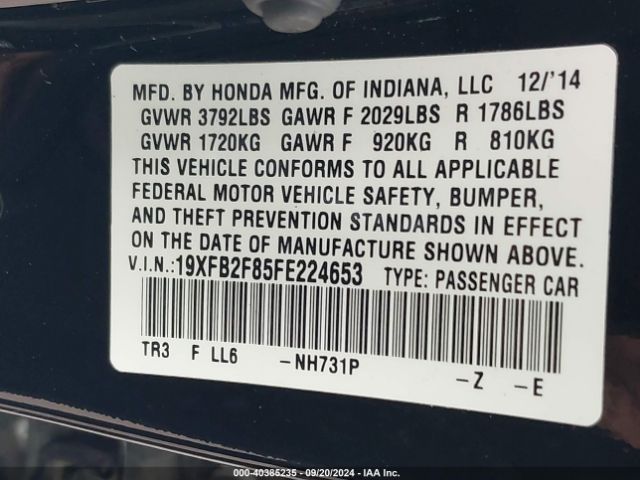 MFD. BY HONDA MFG. OF INDIANA, LLC 12/'14
GVWR 3792LBS GAWR F 2029LBS R 1786LBS
GVWR 1720KG GAWR F 920KG R 810KG
THIS VEHICLE CONFORMS TO ALL APPLICABLE
FEDERAL MOTOR VEHICLE SAFETY, BUMPER,
AND THEFT PREVENTION STANDARDS IN EFFECT
ON THE DATE OF MANUFACTURE SHOWN ABOVE.
V.I.N.:19XFB2F85FE224653 TYPE: PASSENGER CAR
TR3 F LL6 -NH731P -Z -E
000-40385235 - 09/20/2024 - IAA Inc.